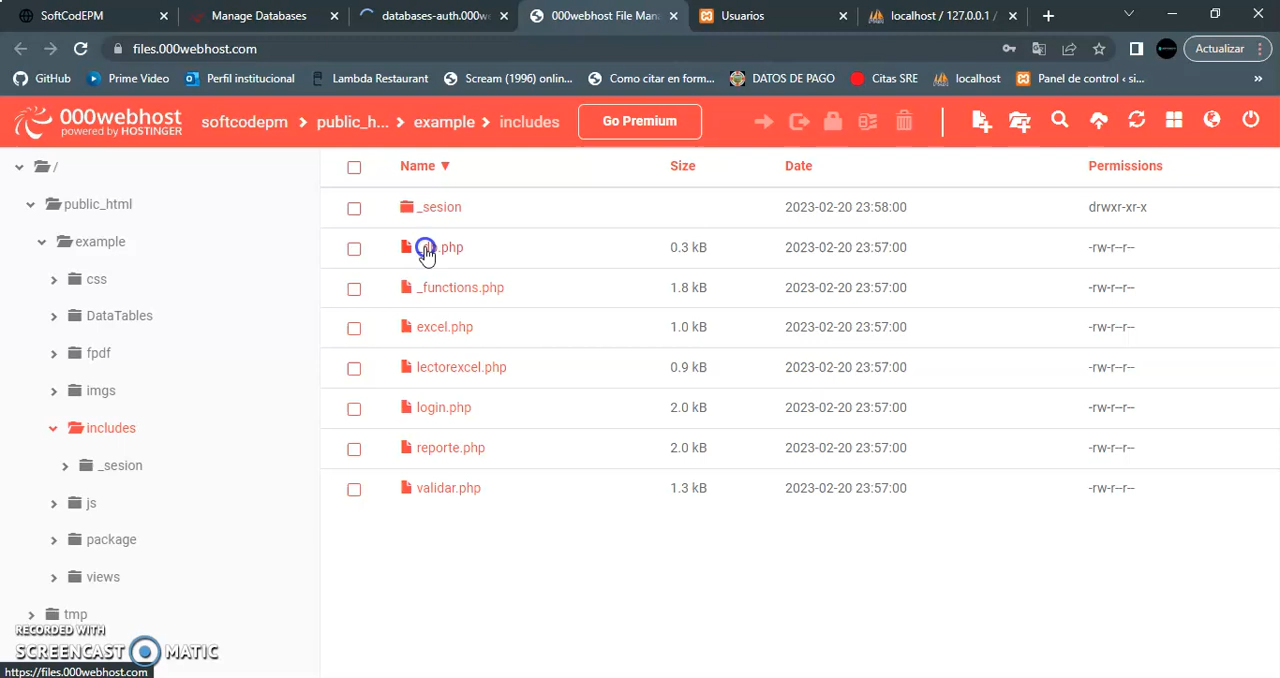 SoftCodEPM
Manage Databases
databases-auth.000w
000webhost File Mana
Usuarios
localhost / 127.0.0.1 /
files.000webhost.com
Actualizar
GitHub
Prime Video
Perfil institucional
Lambda Restaurant
Scream (1996) onlin...
Como citar en form...
DATOS DE PAGO
Citas SRE
localhost
Panel de control ‹ si...
»
000webhost
powered by HOSTINGER
softcodepm
public_h...
example
includes
Go Premium
/
public_html
example
css
DataTables
fpdf
imgs
includes
_sesion
js
package
views
tmp
Name ▼ Size Date Permissions
_sesion 2023-02-20 23:58:00 drwxr-xr-x
.php 0.3 kB 2023-02-20 23:57:00 -rw-r--r--
_functions.php 1.8 kB 2023-02-20 23:57:00 -rw-r--r--
excel.php 1.0 kB 2023-02-20 23:57:00 -rw-r--r--
lectorexcel.php 0.9 kB 2023-02-20 23:57:00 -rw-r--r--
login.php 2.0 kB 2023-02-20 23:57:00 -rw-r--r--
reporte.php 2.0 kB 2023-02-20 23:57:00 -rw-r--r--
validar.php 1.3 kB 2023-02-20 23:57:00 -rw-r--r--
RECORDED WITH
SCREENCAST MATIC
https://files.000webhost.com